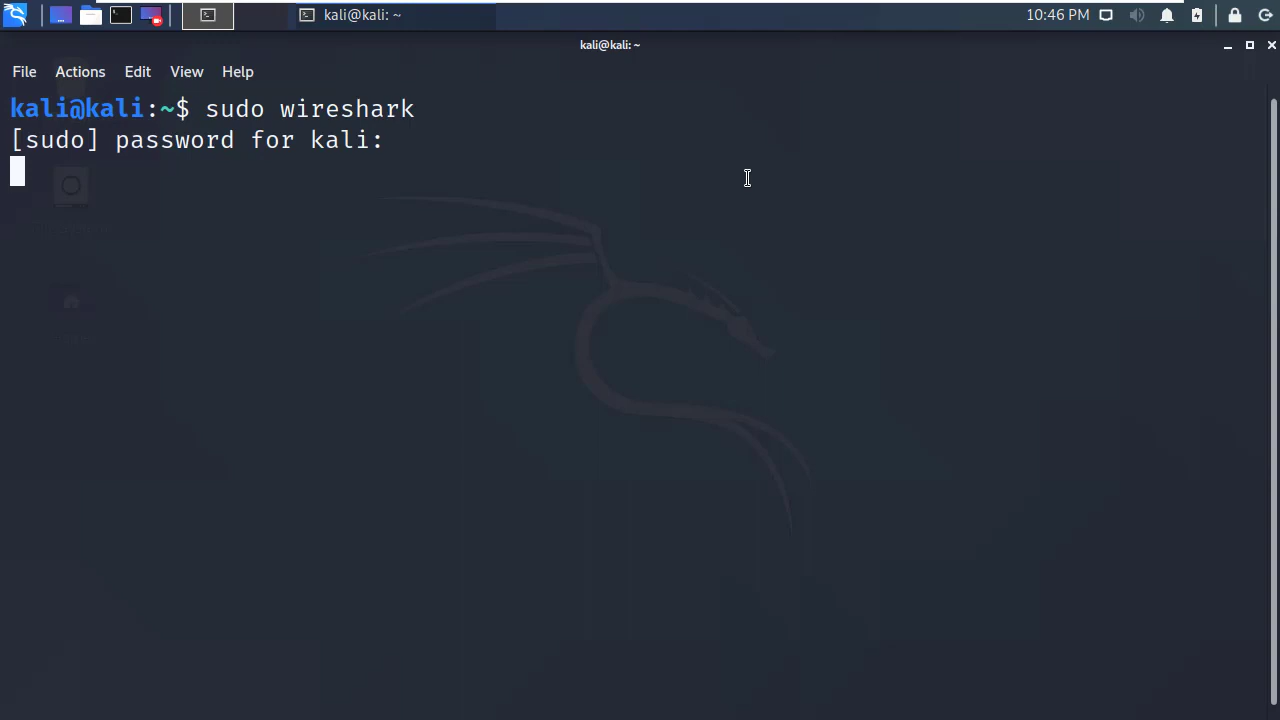 kali@kali: ~
10:46 PM
kali@kali: ~
File Actions Edit View Help
kali@kali:~$ sudo wireshark
[sudo] password for kali: